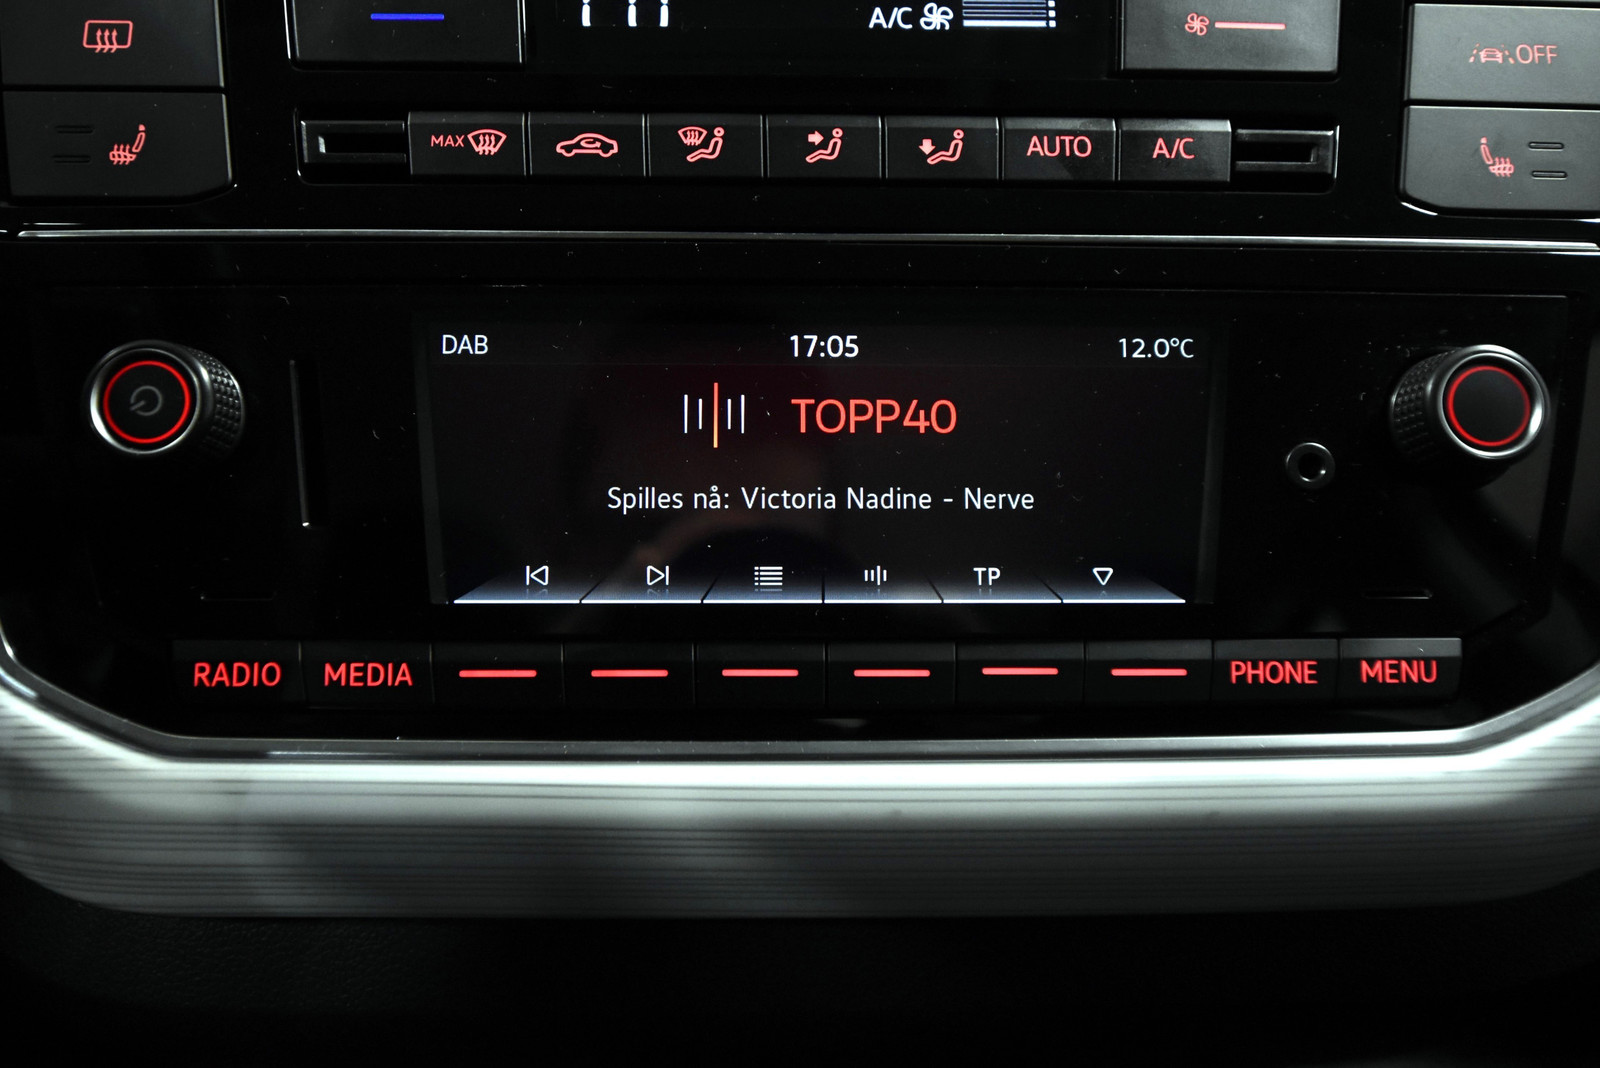 A/C
OFF
MAX
AUTO
A/C
DAB
17:05
12.0°C
TOPP40
Spilles nå: Victoria Nadine - Nerve
TP
RADIO
MEDIA
PHONE
MENU